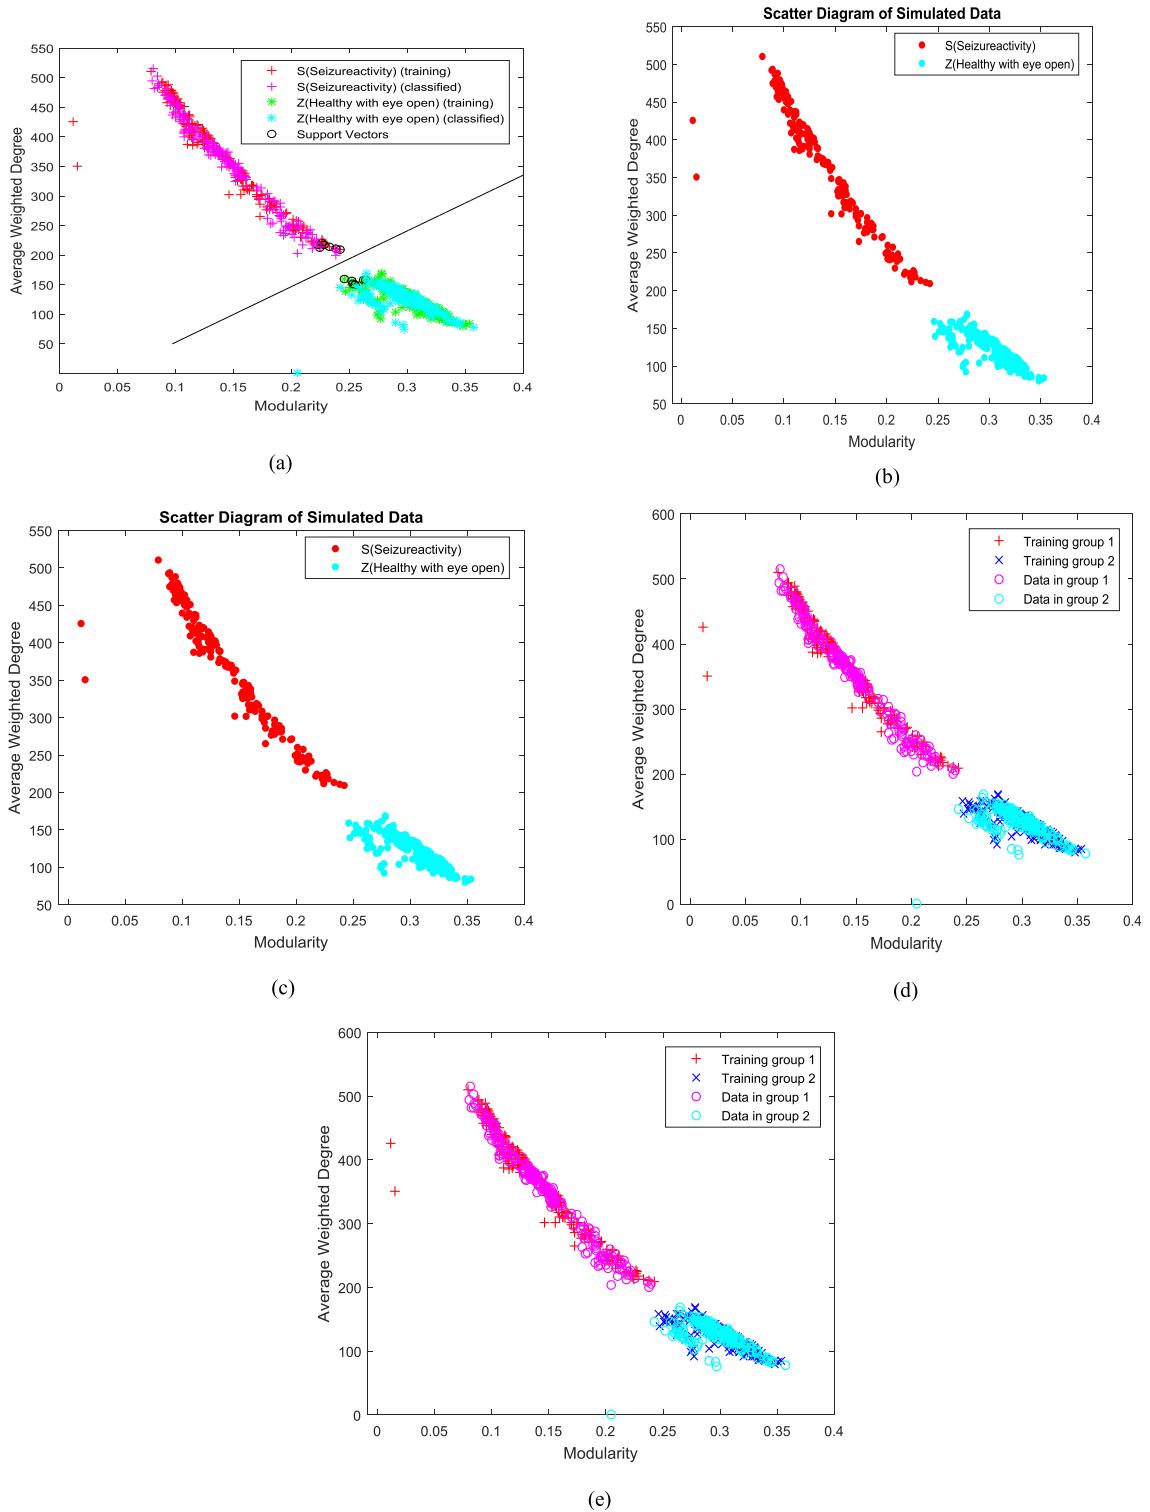 550
500
450
400
350
300
250
200
150
100
50
0
0.05
0.1
0.15
0.2
0.25
0.3
0.35
0.4
Average Weighted Degree
Modularity
S(Seizureactivity) (training)
S(Seizureactivity) (classified)
Z(Healthy with eye open) (training)
Z(Healthy with eye open) (classified)
Support Vectors
(a)
Scatter Diagram of Simulated Data
550
500
450
400
350
300
250
200
150
100
50
0
0.05
0.1
0.15
0.2
0.25
0.3
0.35
0.4
Average Weighted Degree
Modularity
S(Seizureactivity)
Z(Healthy with eye open)
(b)
Scatter Diagram of Simulated Data
550
500
450
400
350
300
250
200
150
100
50
0
0.05
0.1
0.15
0.2
0.25
0.3
0.35
0.4
Average Weighted Degree
Modularity
S(Seizureactivity)
Z(Healthy with eye open)
(c)
600
500
400
300
200
100
0
0
0.05
0.1
0.15
0.2
0.25
0.3
0.35
0.4
Average Weighted Degree
Modularity
Training group 1
Training group 2
Data in group 1
Data in group 2
(d)
600
500
400
300
200
100
0
0
0.05
0.1
0.15
0.2
0.25
0.3
0.35
0.4
Average Weighted Degree
Modularity
Training group 1
Training group 2
Data in group 1
Data in group 2
(e)